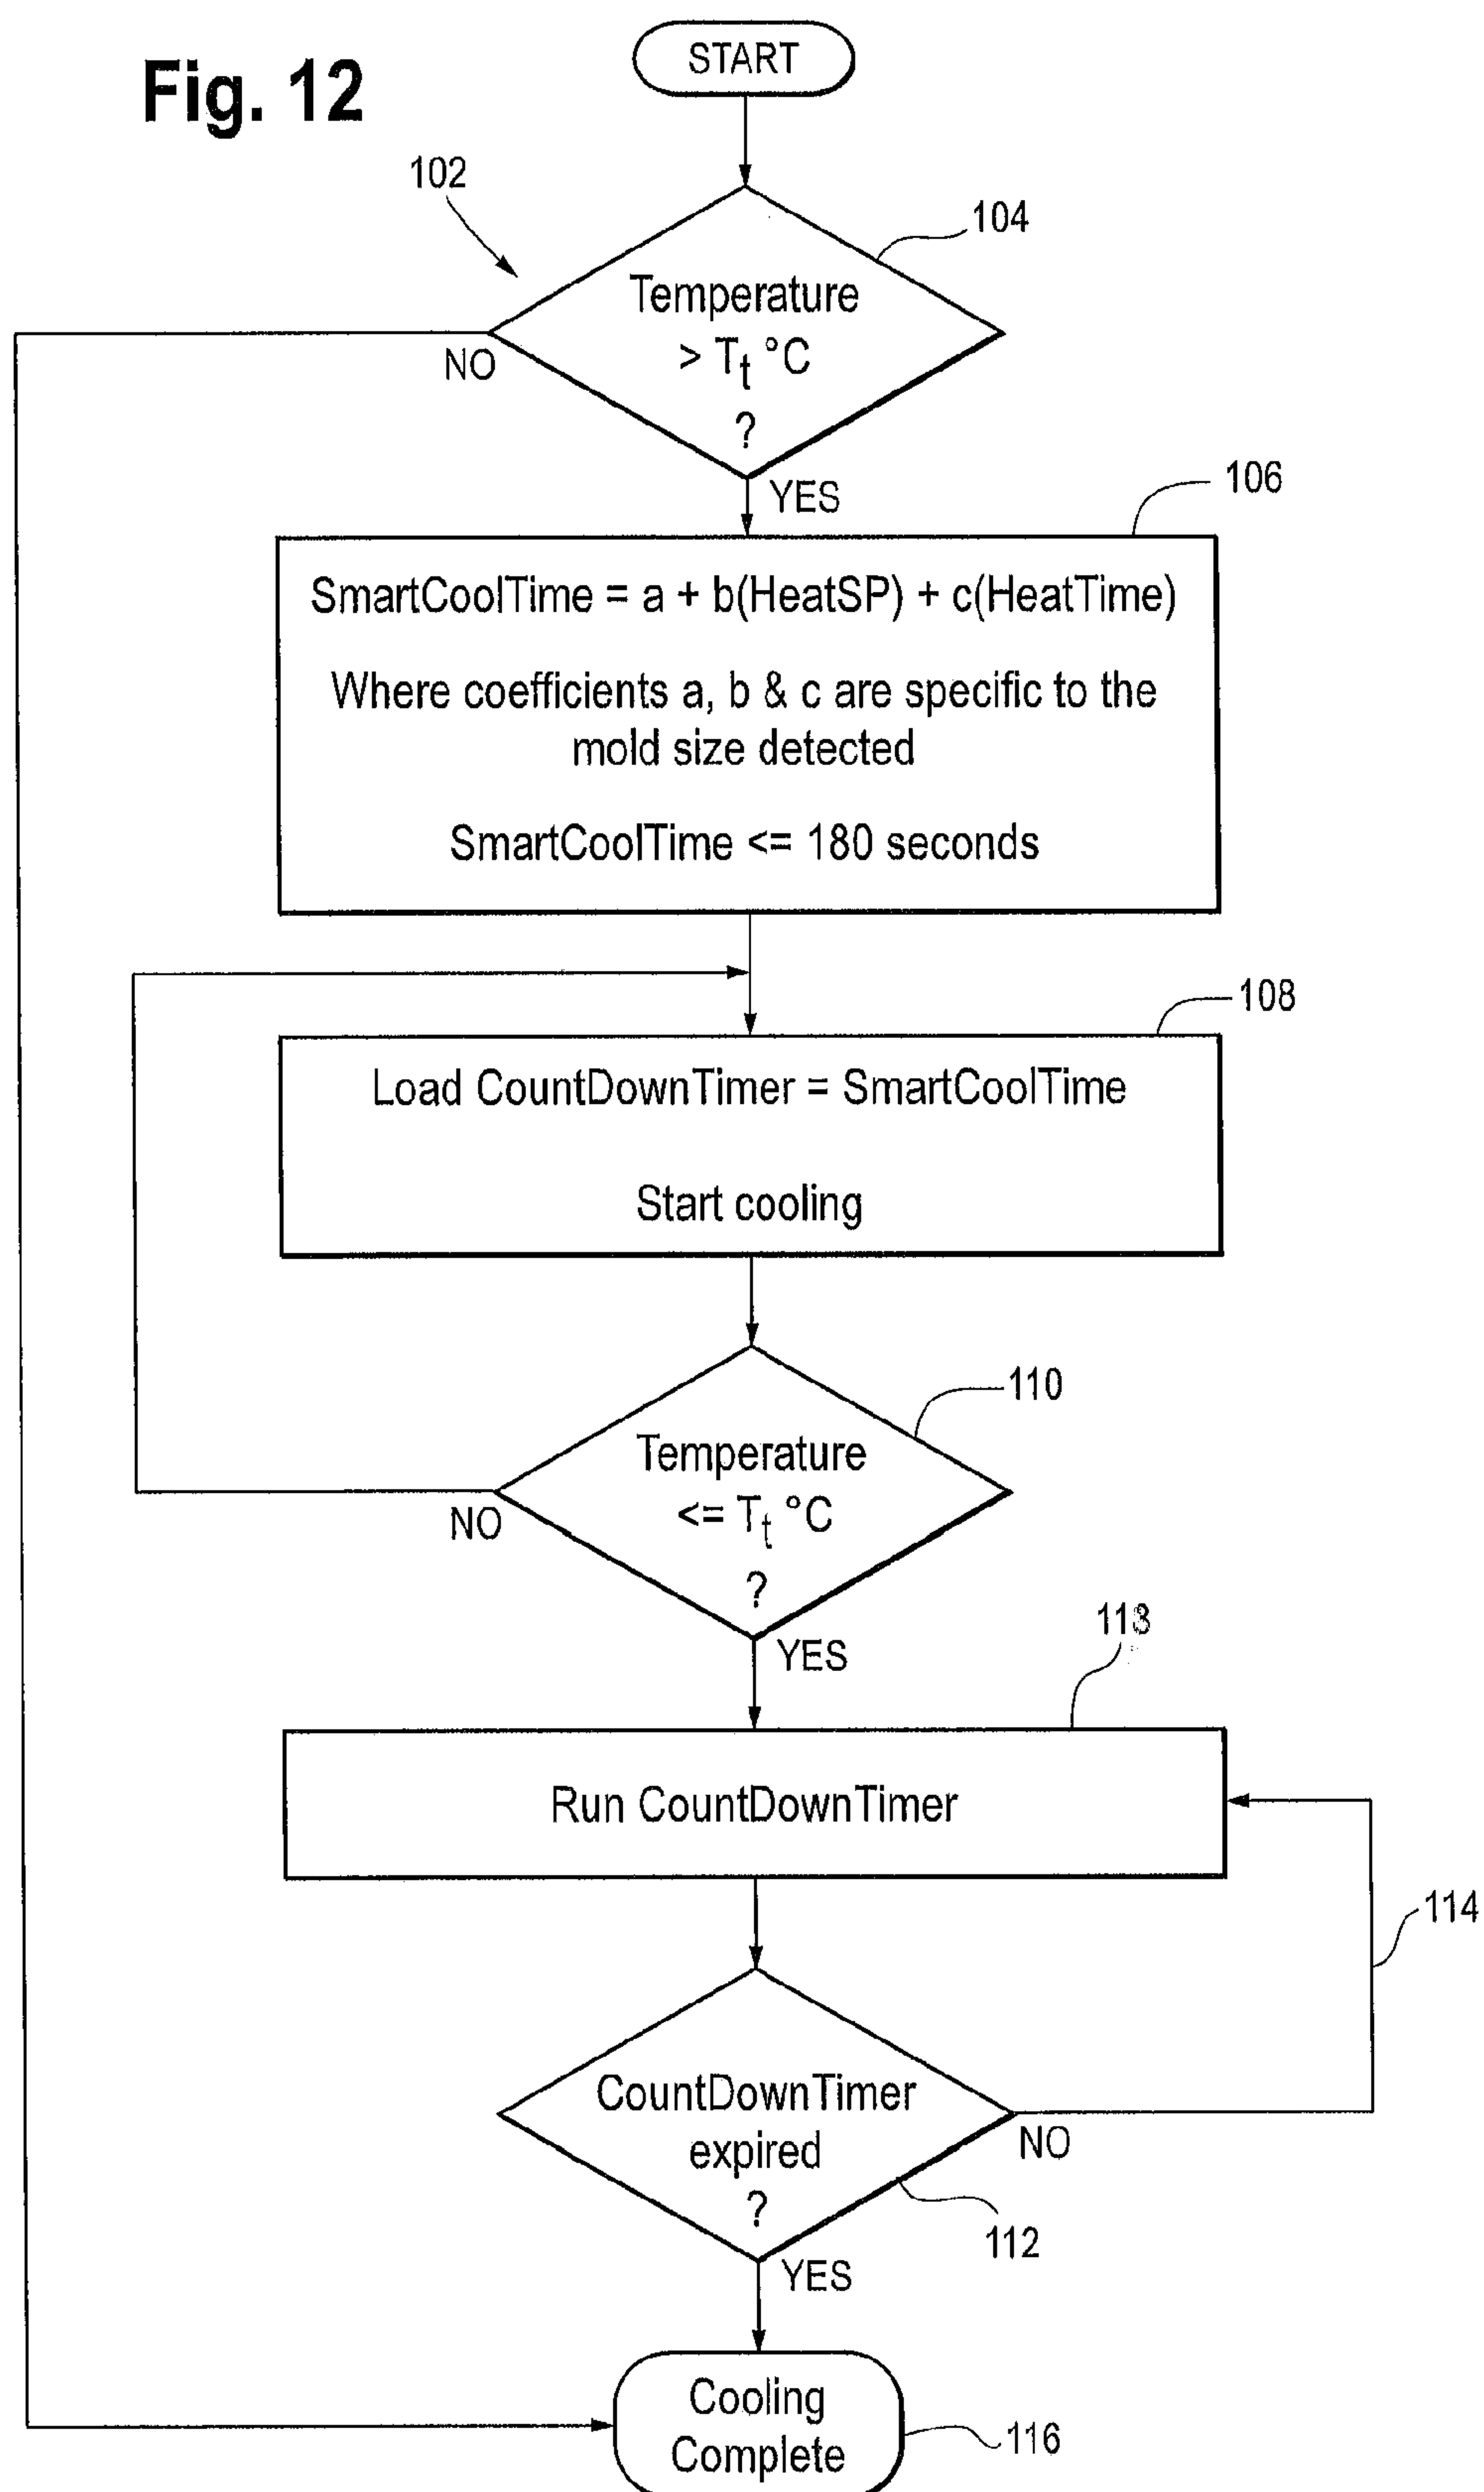 Fig. 12
START
102
104
Temperature
> Tt °C
?
NO
YES
106
SmartCoolTime = a + b(HeatSP) + c(HeatTime)
Where coefficients a, b & c are specific to the
mold size detected
SmartCoolTime <= 180 seconds
108
Load CountDownTimer = SmartCoolTime
Start cooling
110
Temperature
<= Tt °C
?
NO
YES
113
Run CountDownTimer
114
CountDownTimer
expired
?
NO
112
YES
Cooling
Complete
116